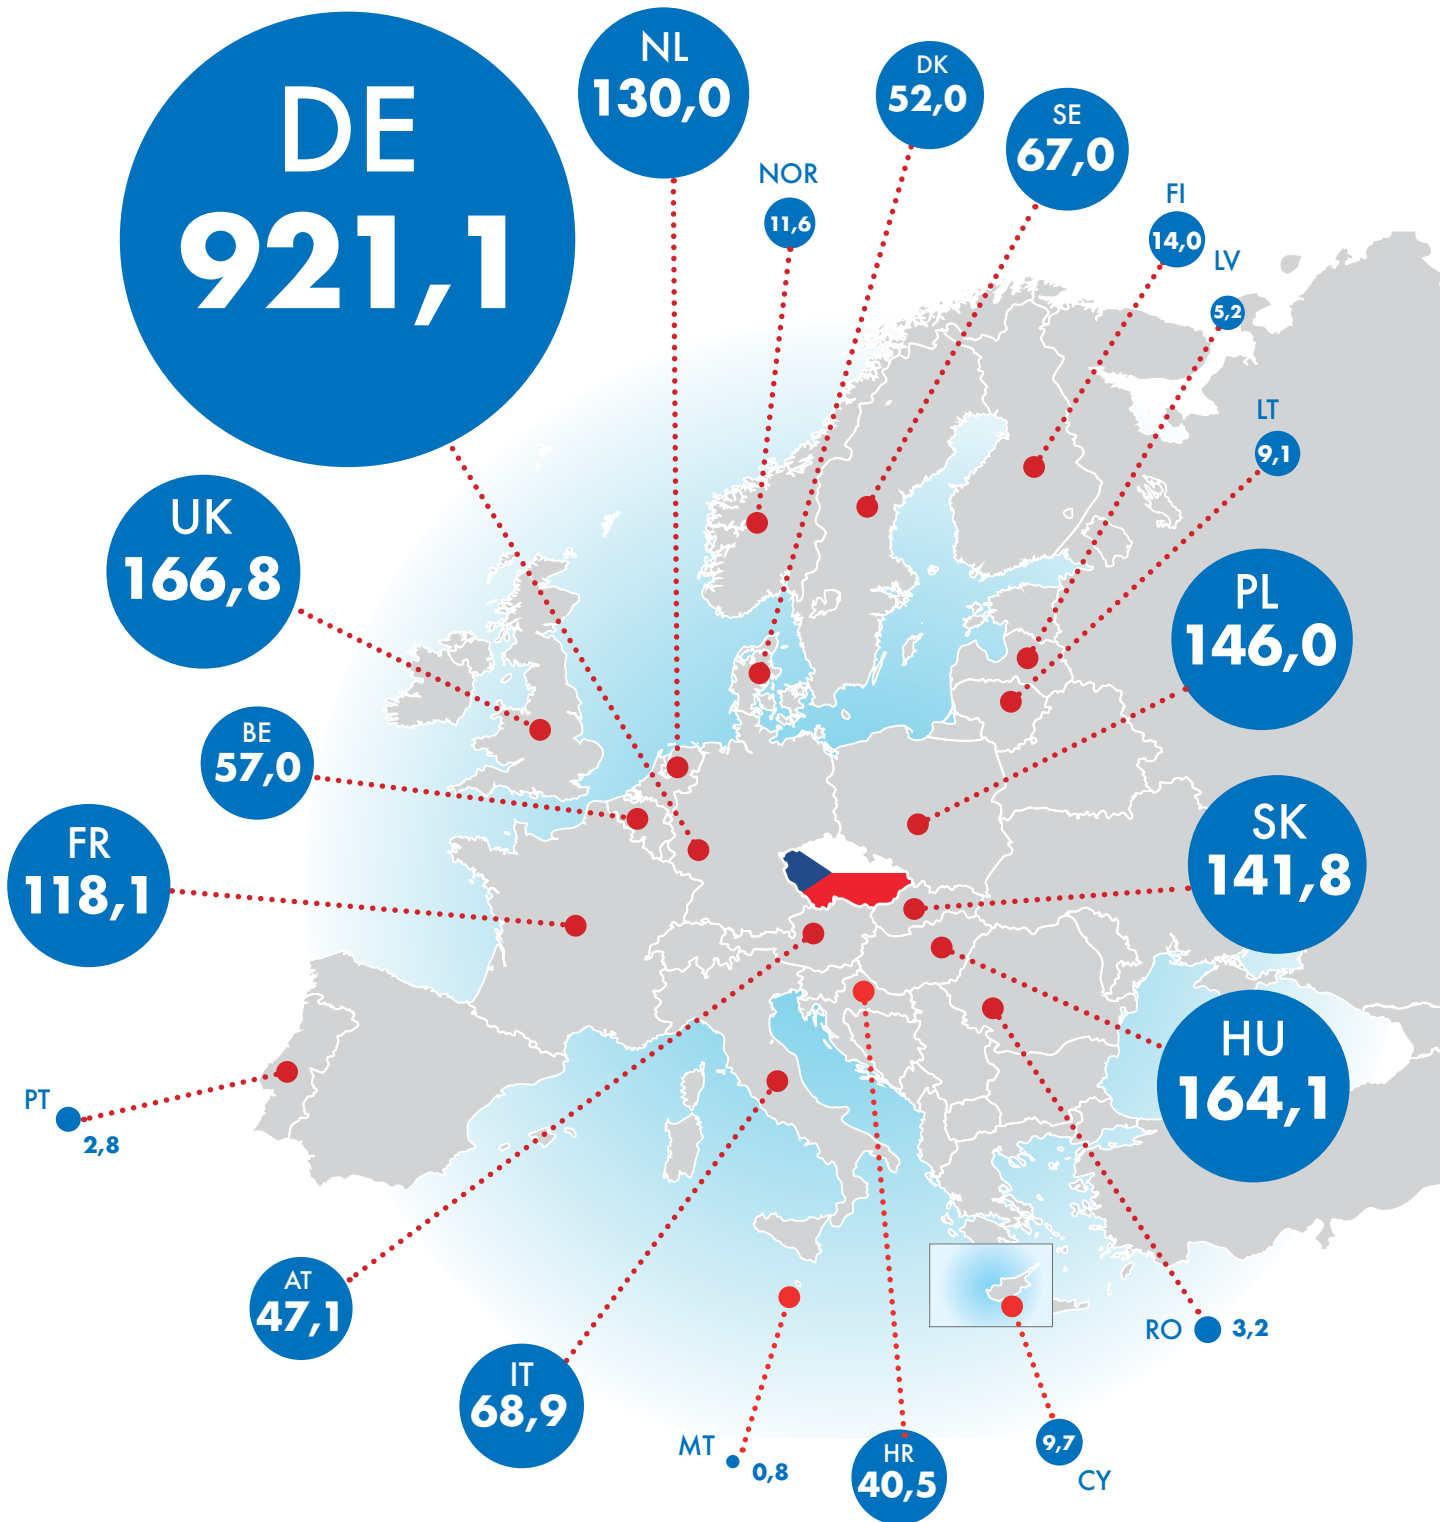 DE
921,1
NL
130,0
DK
52,0
SE
67,0
NOR
11,6
FI
14,0
LV
5,2
LT
9,1
UK
166,8
PL
146,0
BE
57,0
FR
118,1
SK
141,8
HU
164,1
PT
2,8
AT
47,1
IT
68,9
MT
0,8
HR
40,5
CY
9,7
RO
3,2